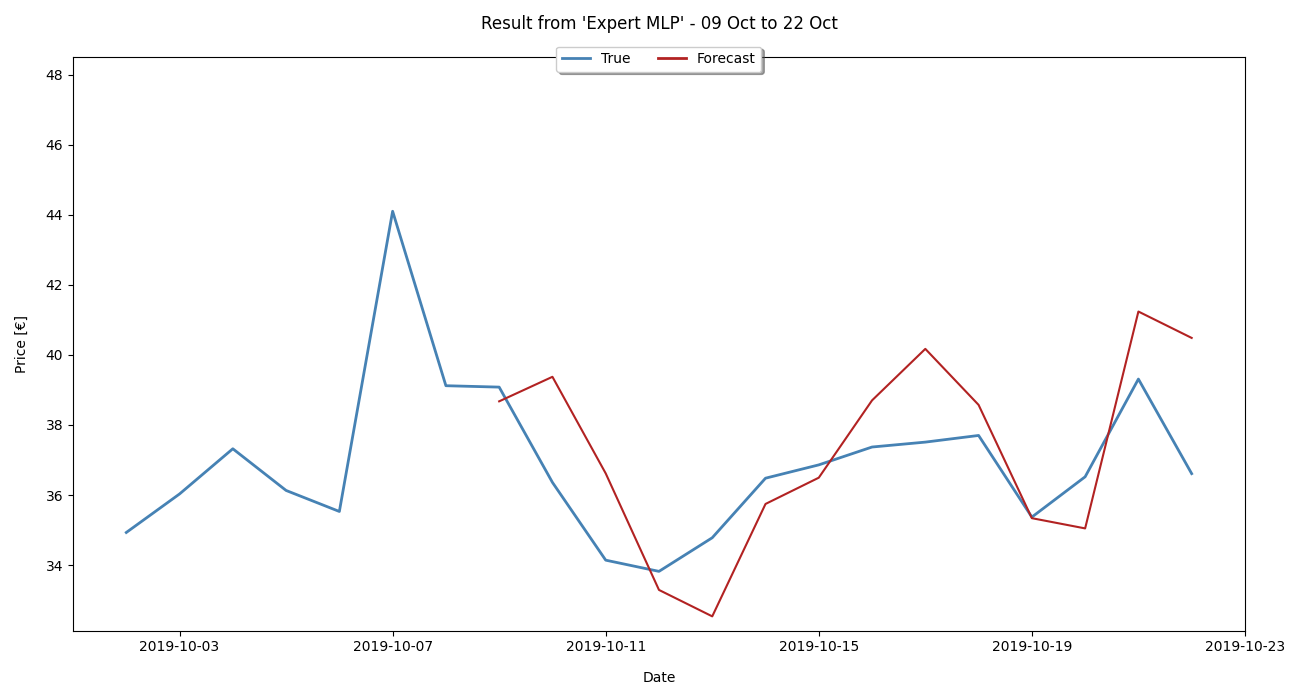 Result from 'Expert MLP' - 09 Oct to 22 Oct
True
Forecast
48
46
44
42
40
38
36
34
Price [€]
2019-10-03
2019-10-07
2019-10-11
2019-10-15
2019-10-19
2019-10-23
Date